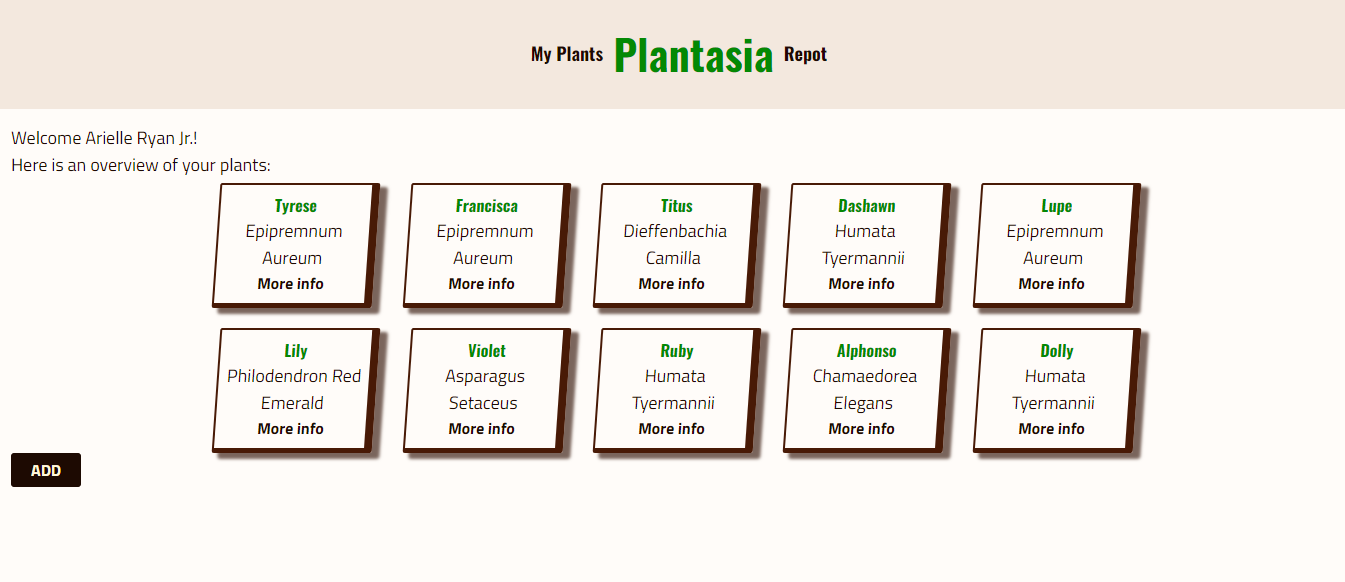 My Plants Plantasia Repot
Welcome Arielle Ryan Jr.!
Here is an overview of your plants:
Tyrese
Epipremnum
Aureum
More info
Francisca
Epipremnum
Aureum
More info
Titus
Dieffenbachia
Camilla
More info
Dashawn
Humata
Tyermannii
More info
Lupe
Epipremnum
Aureum
More info
Lily
Philodendron Red
Emerald
More info
Violet
Asparagus
Setaceus
More info
Ruby
Humata
Tyermannii
More info
Alphonso
Chamaedorea
Elegans
More info
Dolly
Humata
Tyermannii
More info
ADD